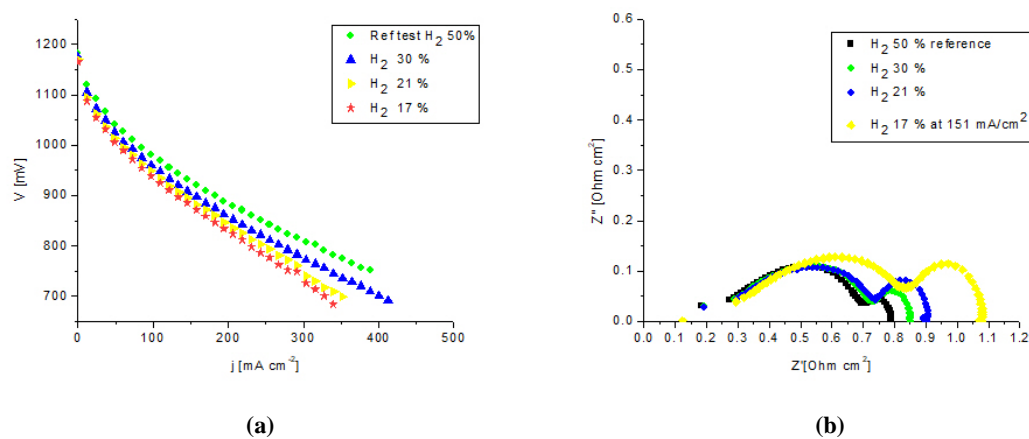 1200
1100
1000
900
800
700
V [mV]
0 100 200 300 400 500
j [mA cm-2]
Ref test H2 50%
H2 30 %
H2 21 %
H2 17 %
(a)
0.6
0.5
0.4
0.3
0.2
0.1
0.0
Z" [Ohm cm2]
0.0 0.1 0.2 0.3 0.4 0.5 0.6 0.7 0.8 0.9 1.0 1.1 1.2
Z'[Ohm cm2]
H2 50 % reference
H2 30 %
H2 21 %
H2 17 % at 151 mA/cm2
(b)